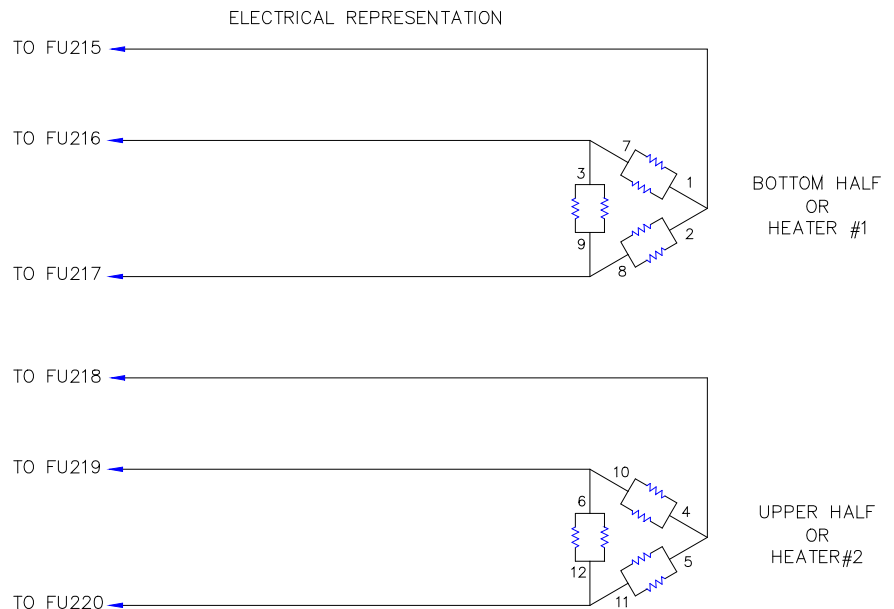 ELECTRICAL REPRESENTATION
TO FU215
TO FU216
7
3
1
BOTTOM HALF
OR
HEATER #1
2
9
8
TO FU217
TO FU218
TO FU219
10
6
4
UPPER HALF
OR
HEATER#2
5
12
11
TO FU220